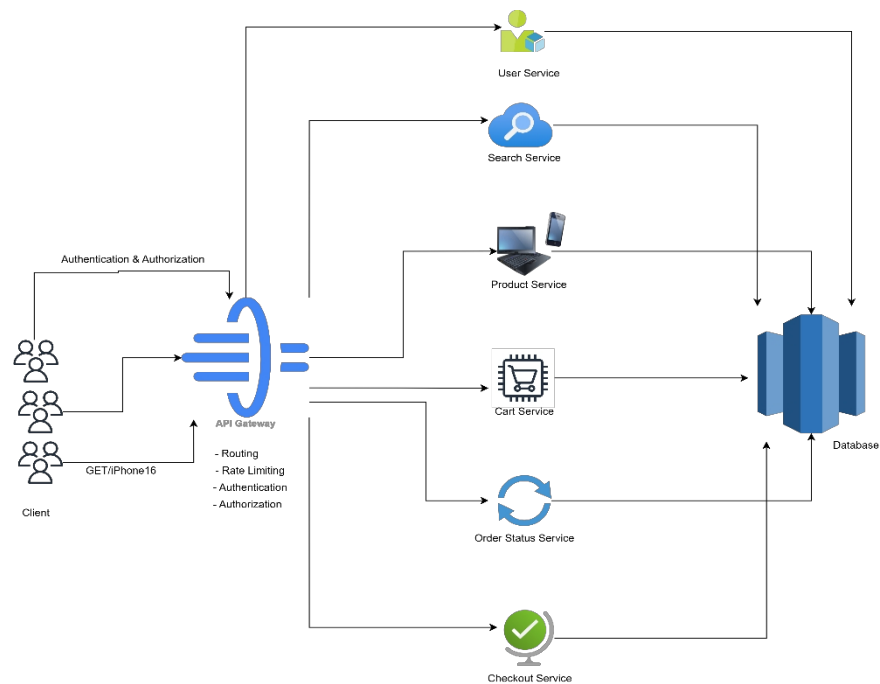 User Service
Search Service
Product Service
Authentication & Authorization
API Gateway
Cart Service
Database
- Routing
- Rate Limiting
- Authentication
- Authorization
GET/iPhone16
Client
Order Status Service
Checkout Service